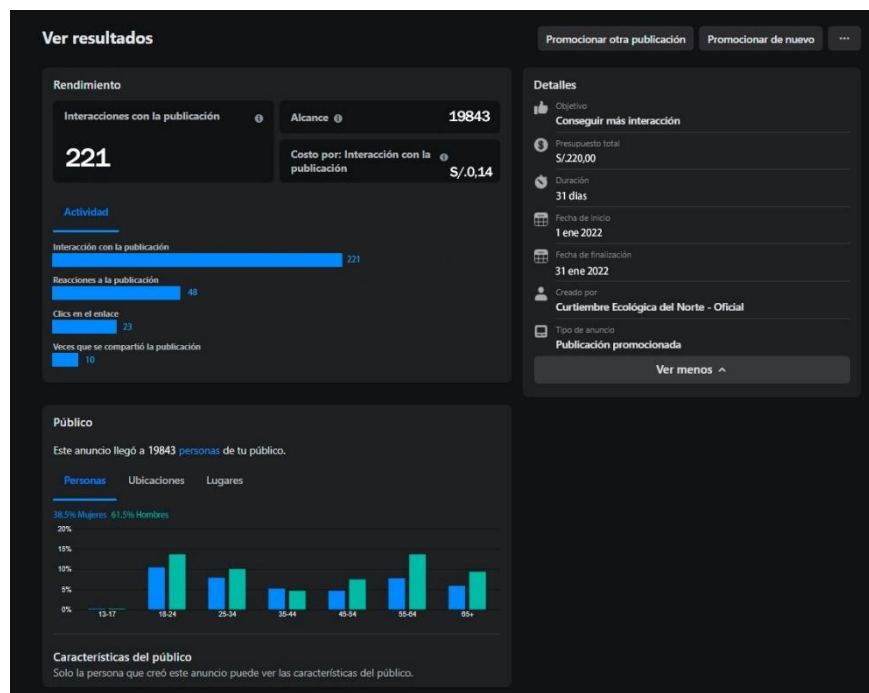 Ver resultados
Promocionar otra publicación
Promocionar de nuevo
...
Rendimiento
Interacciones con la publicación
221
Alcance
19843
Costo por: Interacción con la
publicación
S/.0,14
Actividad
Interacción con la publicación
221
Reacciones a la publicación
48
Clics en el enlace
23
Veces que se compartió la publicación
10
Detalles
Objetivo
Conseguir más interacción
Presupuesto total
S/.220,00
Duración
31 dias
Fecha de inicio
1 ene 2022
Fecha de finalización
31 ene 2022
Creado por
Curtiembre Ecológica del Norte - Oficial
Tipo de anuncio
Publicación promocionada
Ver menos
Público
Este anuncio llegó a 19843 personas de tu público.
Personas Ubicaciones Lugares
38.5% Mujeres 61.5% Hombres
20%
15%
10%
5%
0%
13-17 18-24 25-34 35-44 45-54 55-64 65+
Características del público
Solo la persona que creó este anuncio puede ver las características del público.